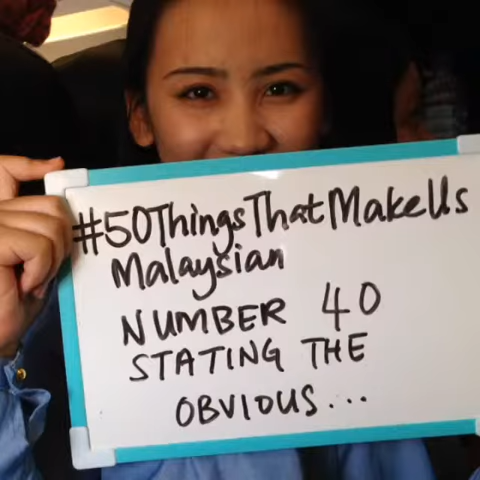 #50ThingsThatMakeUs
Malaysian
NUMBER 40
STATING THE
OBVIOUS...